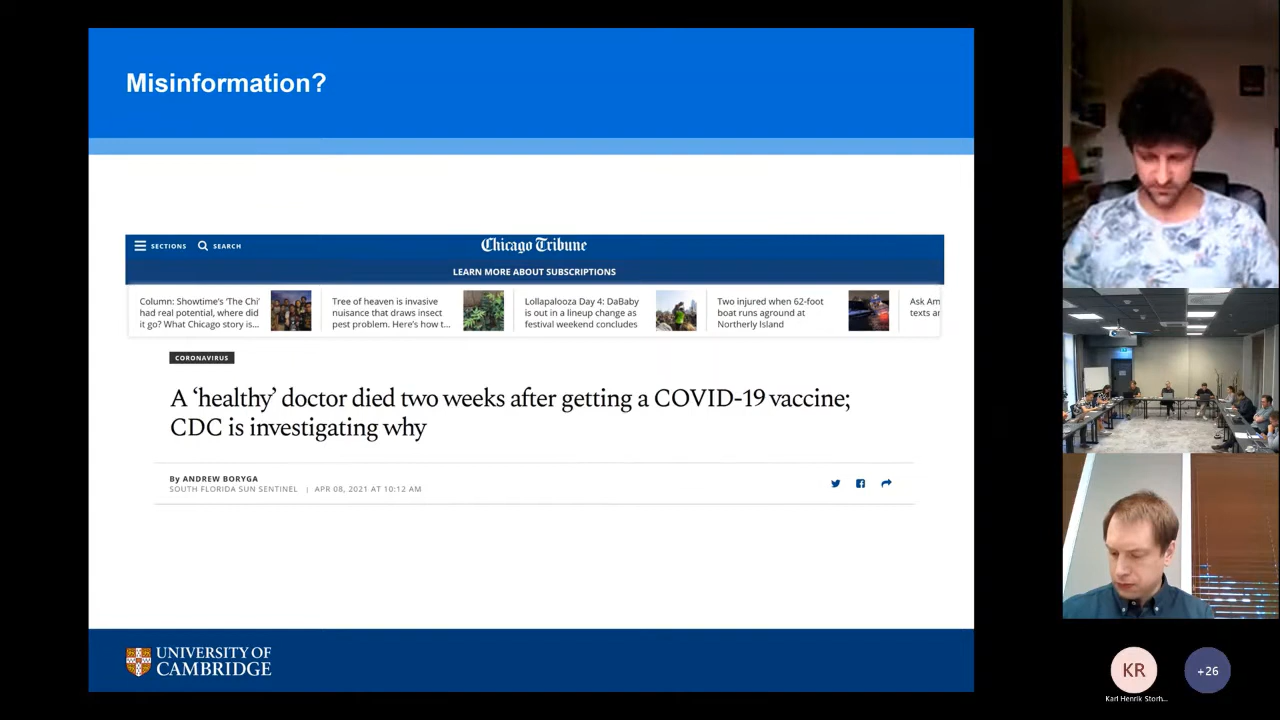 Misinformation?
SECTIONS
SEARCH
Chicago Tribune
LEARN MORE ABOUT SUBSCRIPTIONS
Column: Showtime's 'The Chi'
had real potential, where did
it go? What Chicago story is...
Tree of heaven is invasive
nuisance that draws insect
pest problem. Here's how t...
Lollapalooza Day 4: DaBaby
is out in a lineup change as
festival weekend concludes
Two injured when 62-foot
boat runs aground at
Northerly Island
Ask Am
texts ar
CORONAVIRUS
A 'healthy' doctor died two weeks after getting a COVID-19 vaccine;
CDC is investigating why
By ANDREW BORYGA
SOUTH FLORIDA SUN SENTINEL | APR 08, 2021 AT 10:12 AM
UNIVERSITY OF
CAMBRIDGE
KR
+26
Karl Henrik Storh...